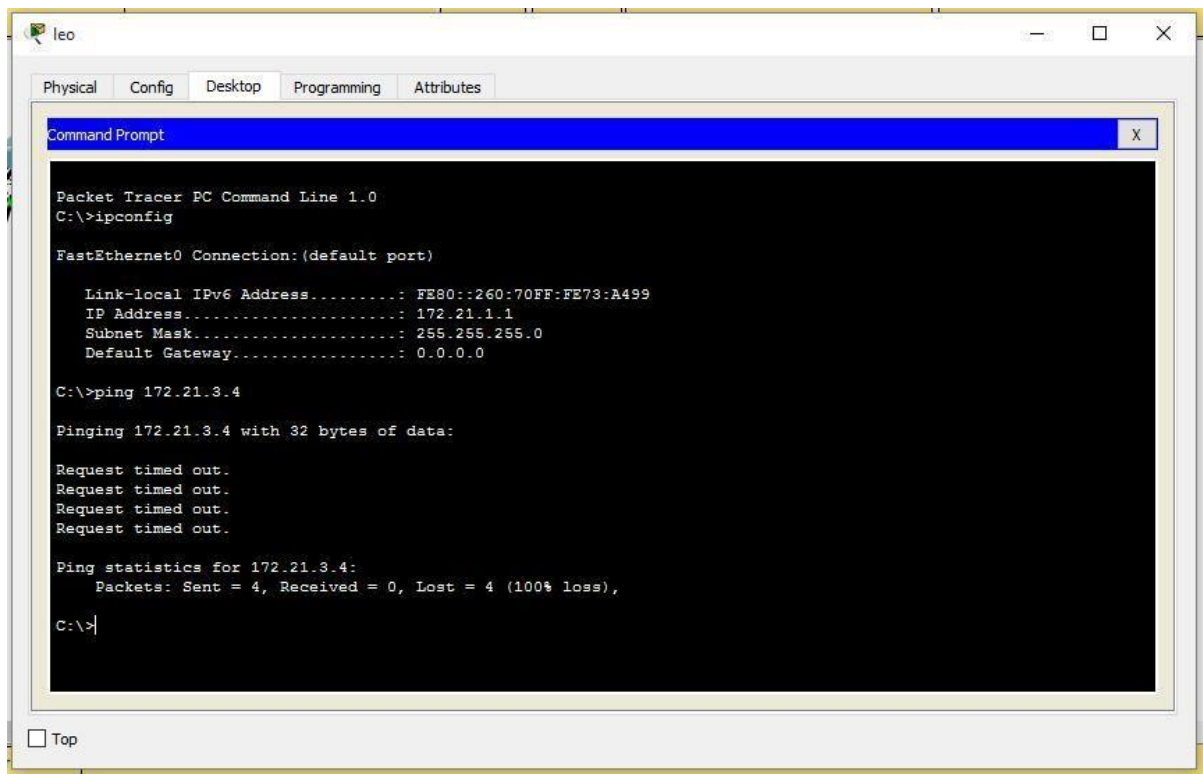 leo
Physical Config Desktop Programming Attributes
Command Prompt X
Packet Tracer PC Command Line 1.0
C:\>ipconfig
FastEthernet0 Connection:(default port)
Link-local IPv6 Address.........: FE80::260:70FF:FE73:A499
IP Address......................: 172.21.1.1
Subnet Mask.....................: 255.255.255.0
Default Gateway.................: 0.0.0.0
C:\>ping 172.21.3.4
Pinging 172.21.3.4 with 32 bytes of data:
Request timed out.
Request timed out.
Request timed out.
Request timed out.
Ping statistics for 172.21.3.4:
Packets: Sent = 4, Received = 0, Lost = 4 (100% loss),
C:\>
Top